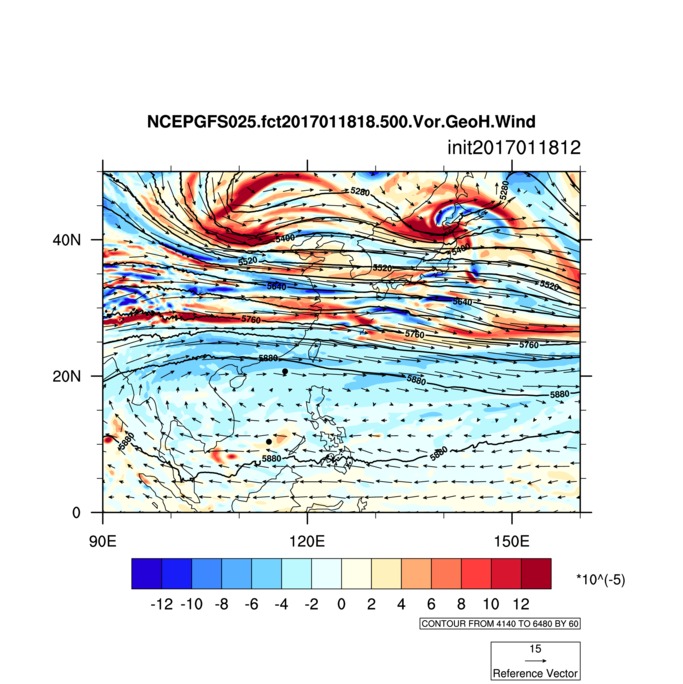 NCEPGFS025.fct2017011818.500.Vor.GeoH.Wind
init2017011812
5280
5280
5400
5400
40N
5520
5520
5520
5640
5640
5760
5760
5760
5880
5880
5880
20N
5880
5880
5880
0
90E 120E 150E
-12 -10 -8 -6 -4 -2 0 2 4 6 8 10 12
*10^(-5)
CONTOUR FROM 4140 TO 6480 BY 60
15
Reference Vector